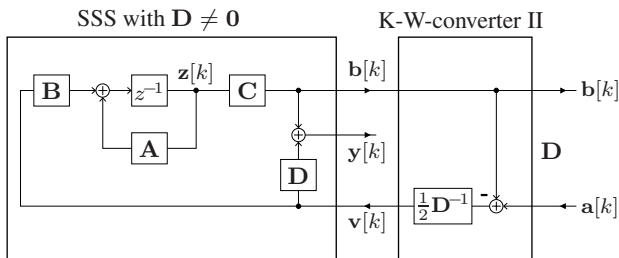 SSS with D ≠ 0
K-W-converter II
B
z⁻¹
z[k]
C
b[k]
b[k]
A
y[k]
D
D
v[k]
½D⁻¹
-
a[k]